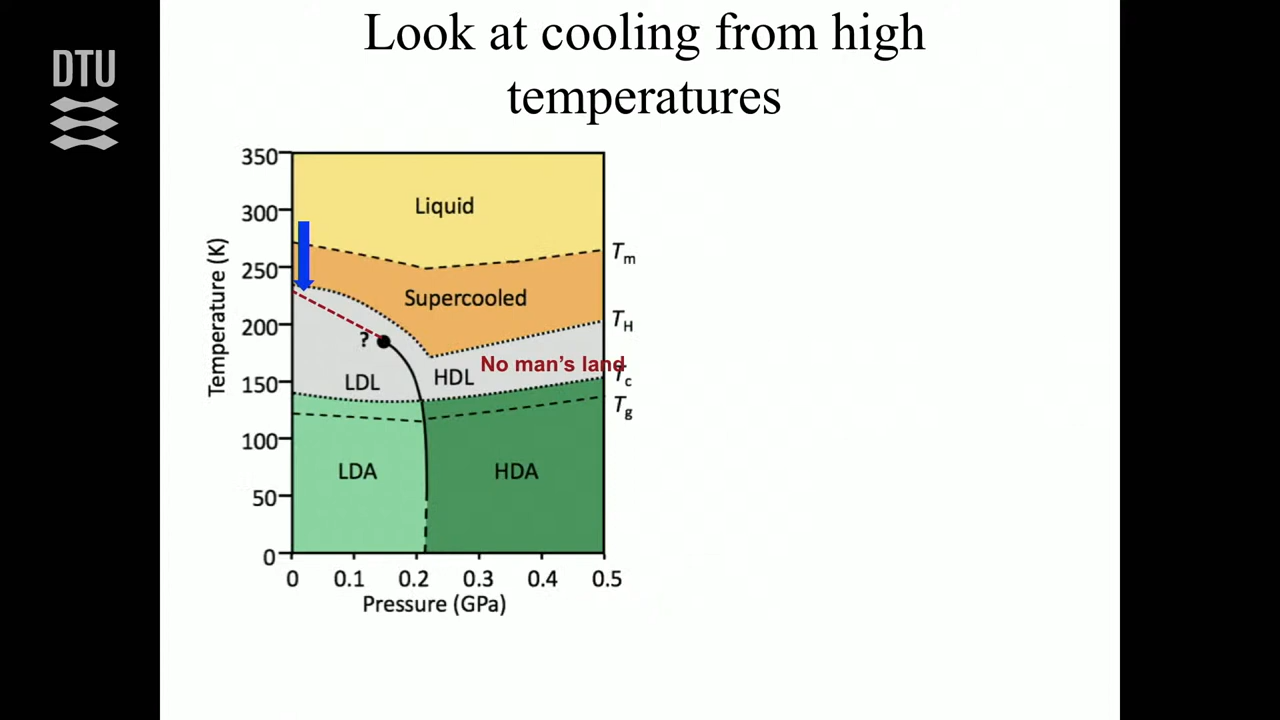 Look at cooling from high
temperatures
DTU
350
300
250
200
150
100
50
0
Temperature (K)
Liquid
Supercooled
?
No man's land
LDL
HDL
LDA
HDA
Tm
TH
Tc
Tg
0 0.1 0.2 0.3 0.4 0.5
Pressure (GPa)